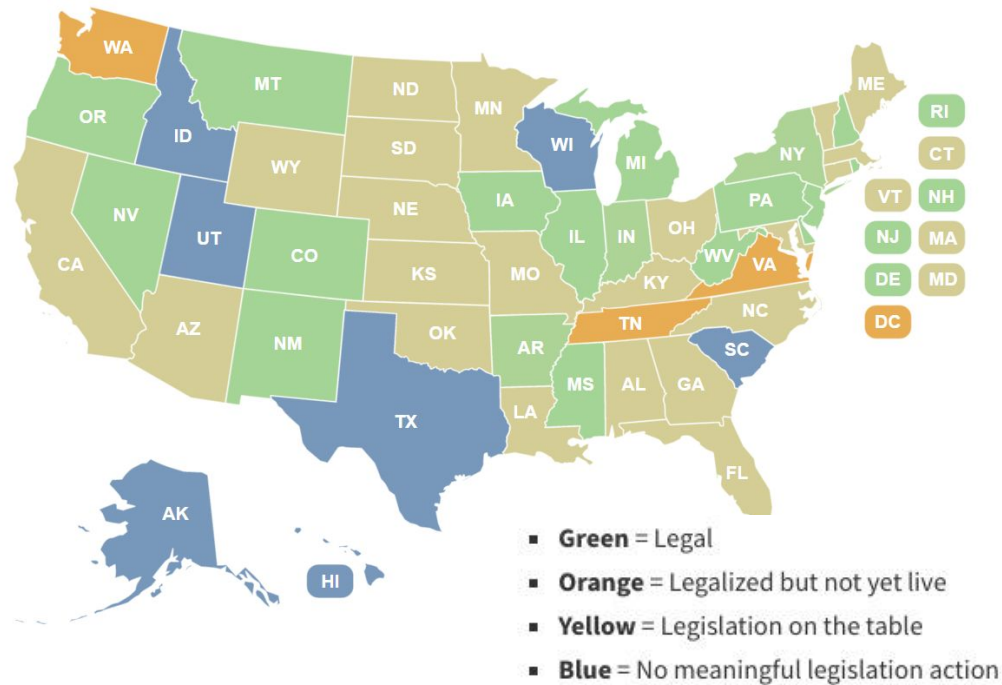 WA
MT
ND
MN
ME
OR
ID
WI
RI
SD
NY
MI
CT
WY
IA
PA
VT
NH
NV
NE
IL
IN
OH
NJ
MA
UT
CO
WV
VA
CA
KS
MO
KY
DE
MD
NC
TN
DC
AZ
NM
OK
AR
SC
MS
AL
GA
LA
TX
FL
AK
HI
▪ Green = Legal
▪ Orange = Legalized but not yet live
▪ Yellow = Legislation on the table
▪ Blue = No meaningful legislation action